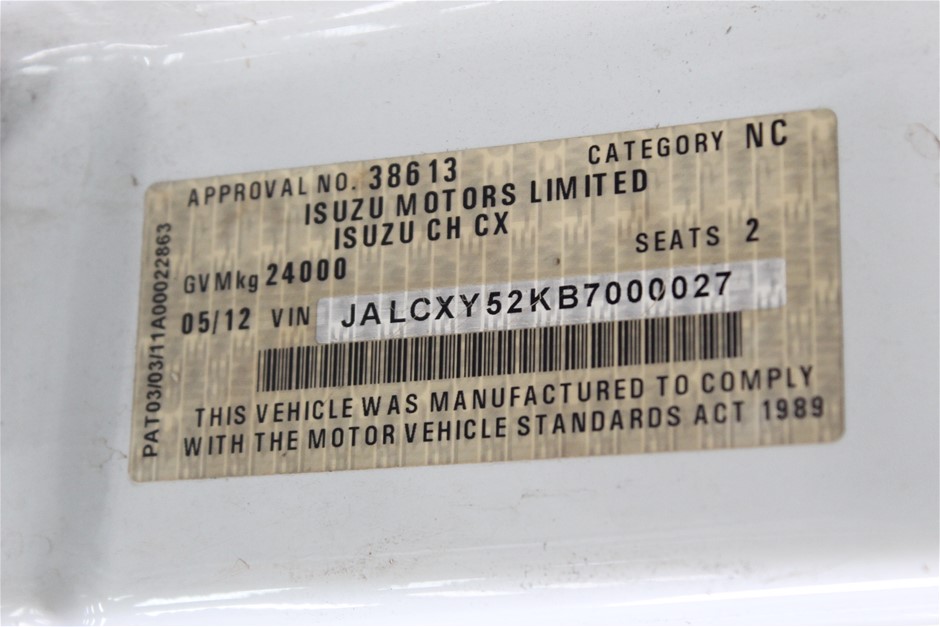 APPROVAL NO. 38613 CATEGORY NC
ISUZU MOTORS LIMITED
ISUZU CH CX
GVMkg 24000 SEATS 2
05/12 VIN JALCXY52KB7000027
THIS VEHICLE WAS MANUFACTURED TO COMPLY
WITH THE MOTOR VEHICLE STANDARDS ACT 1989
PAT03/03/11A00022863